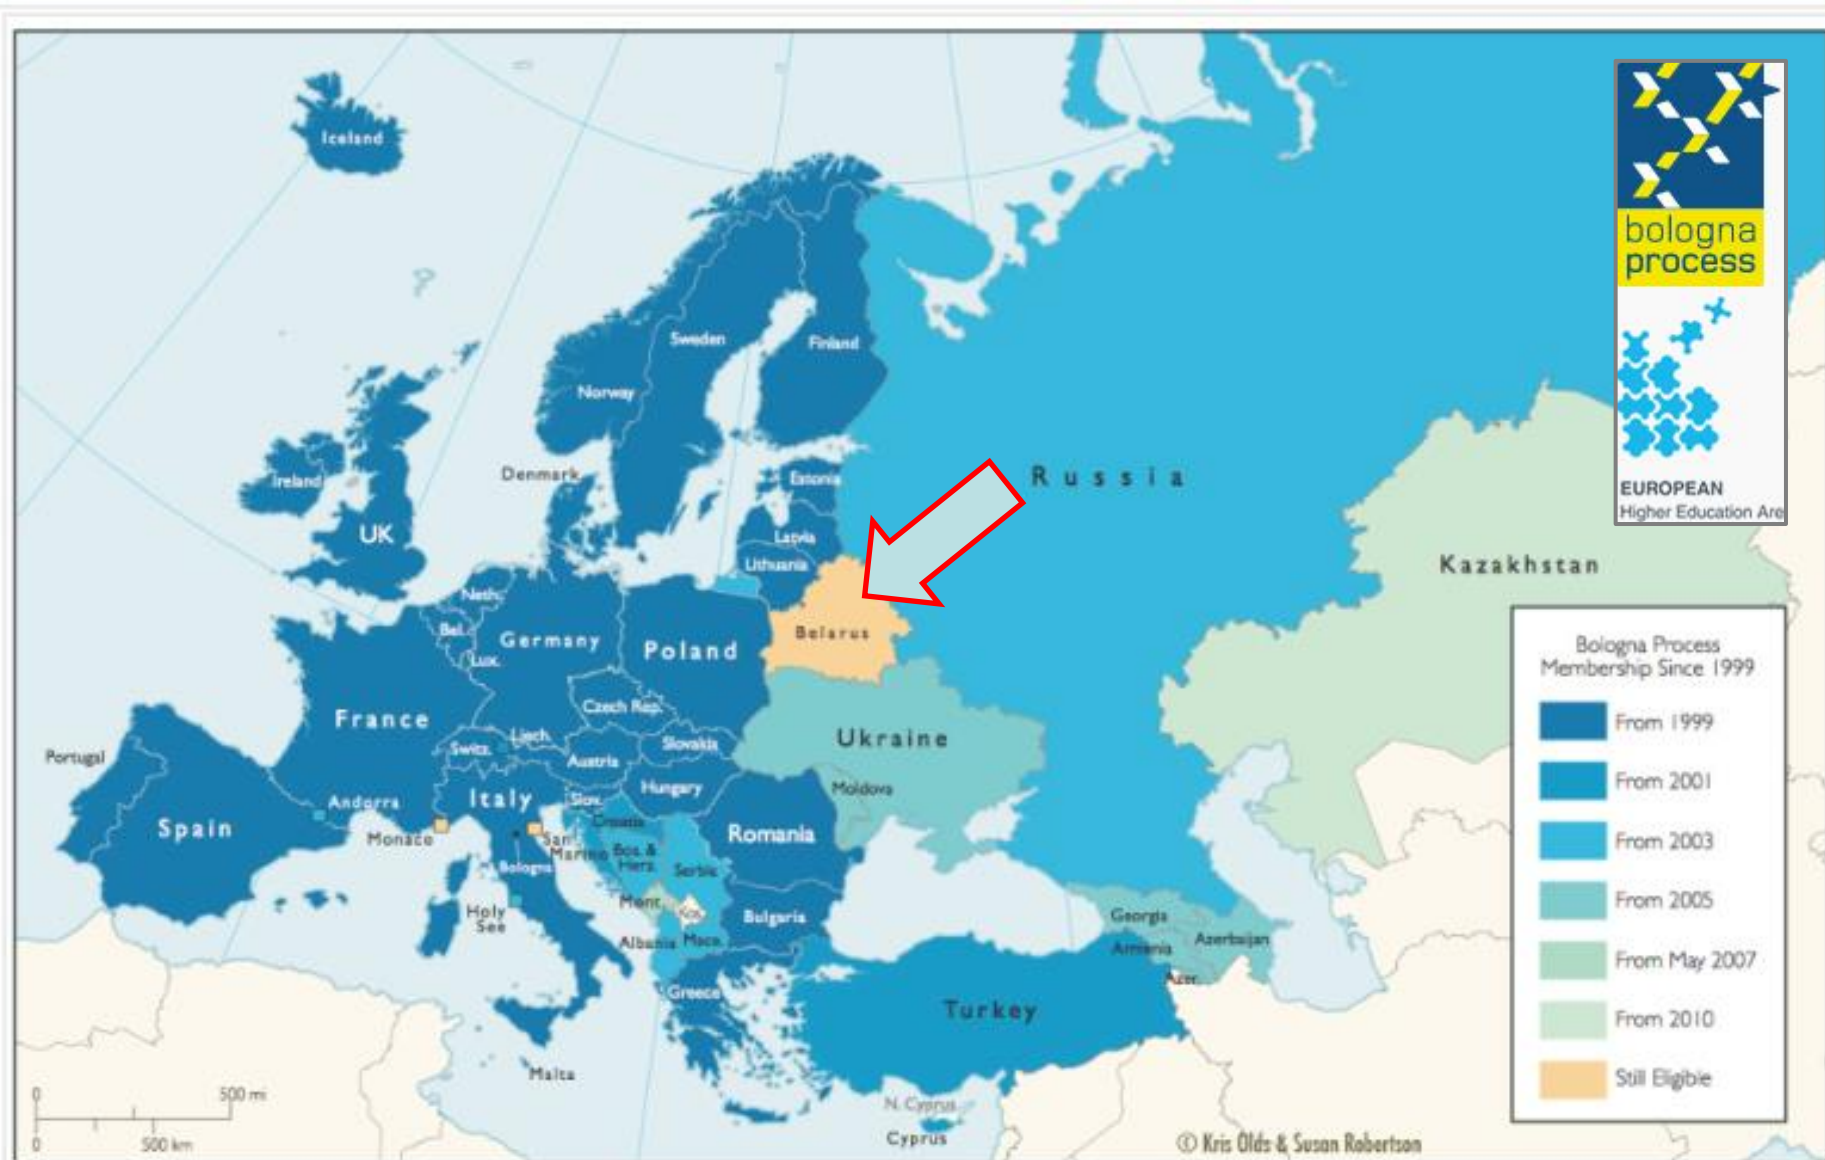 Iceland
Sweden
Finland
Norway
Denmark
Estonia
Russia
Ireland
UK
Latvia
Lithuania
Kazakhstan
Neth.
Bel.
Lux.
Germany
Poland
Belarus
Czech Rep.
France
Switz.
Liech.
Slovakia
Ukraine
Austria
Portugal
Hungary
Moldova
Italy
Slov.
Andorra
Croatia
Spain
Monaco
San
Marino
Bos. &
Herz.
Romania
Bologna
Serbia
Mont.
Kos.
Holy
See
Bulgaria
Albania
Mace.
Georgia
Armenia
Azerbaijan
Azer.
Greece
Turkey
Malta
N. Cyprus
Cyprus
0
500 mi
0
500 km
© Kris Olds & Susan Robertson
bologna
process
EUROPEAN
Higher Education Are
Bologna Process
Membership Since 1999
From 1999
From 2001
From 2003
From 2005
From May 2007
From 2010
Still Eligible